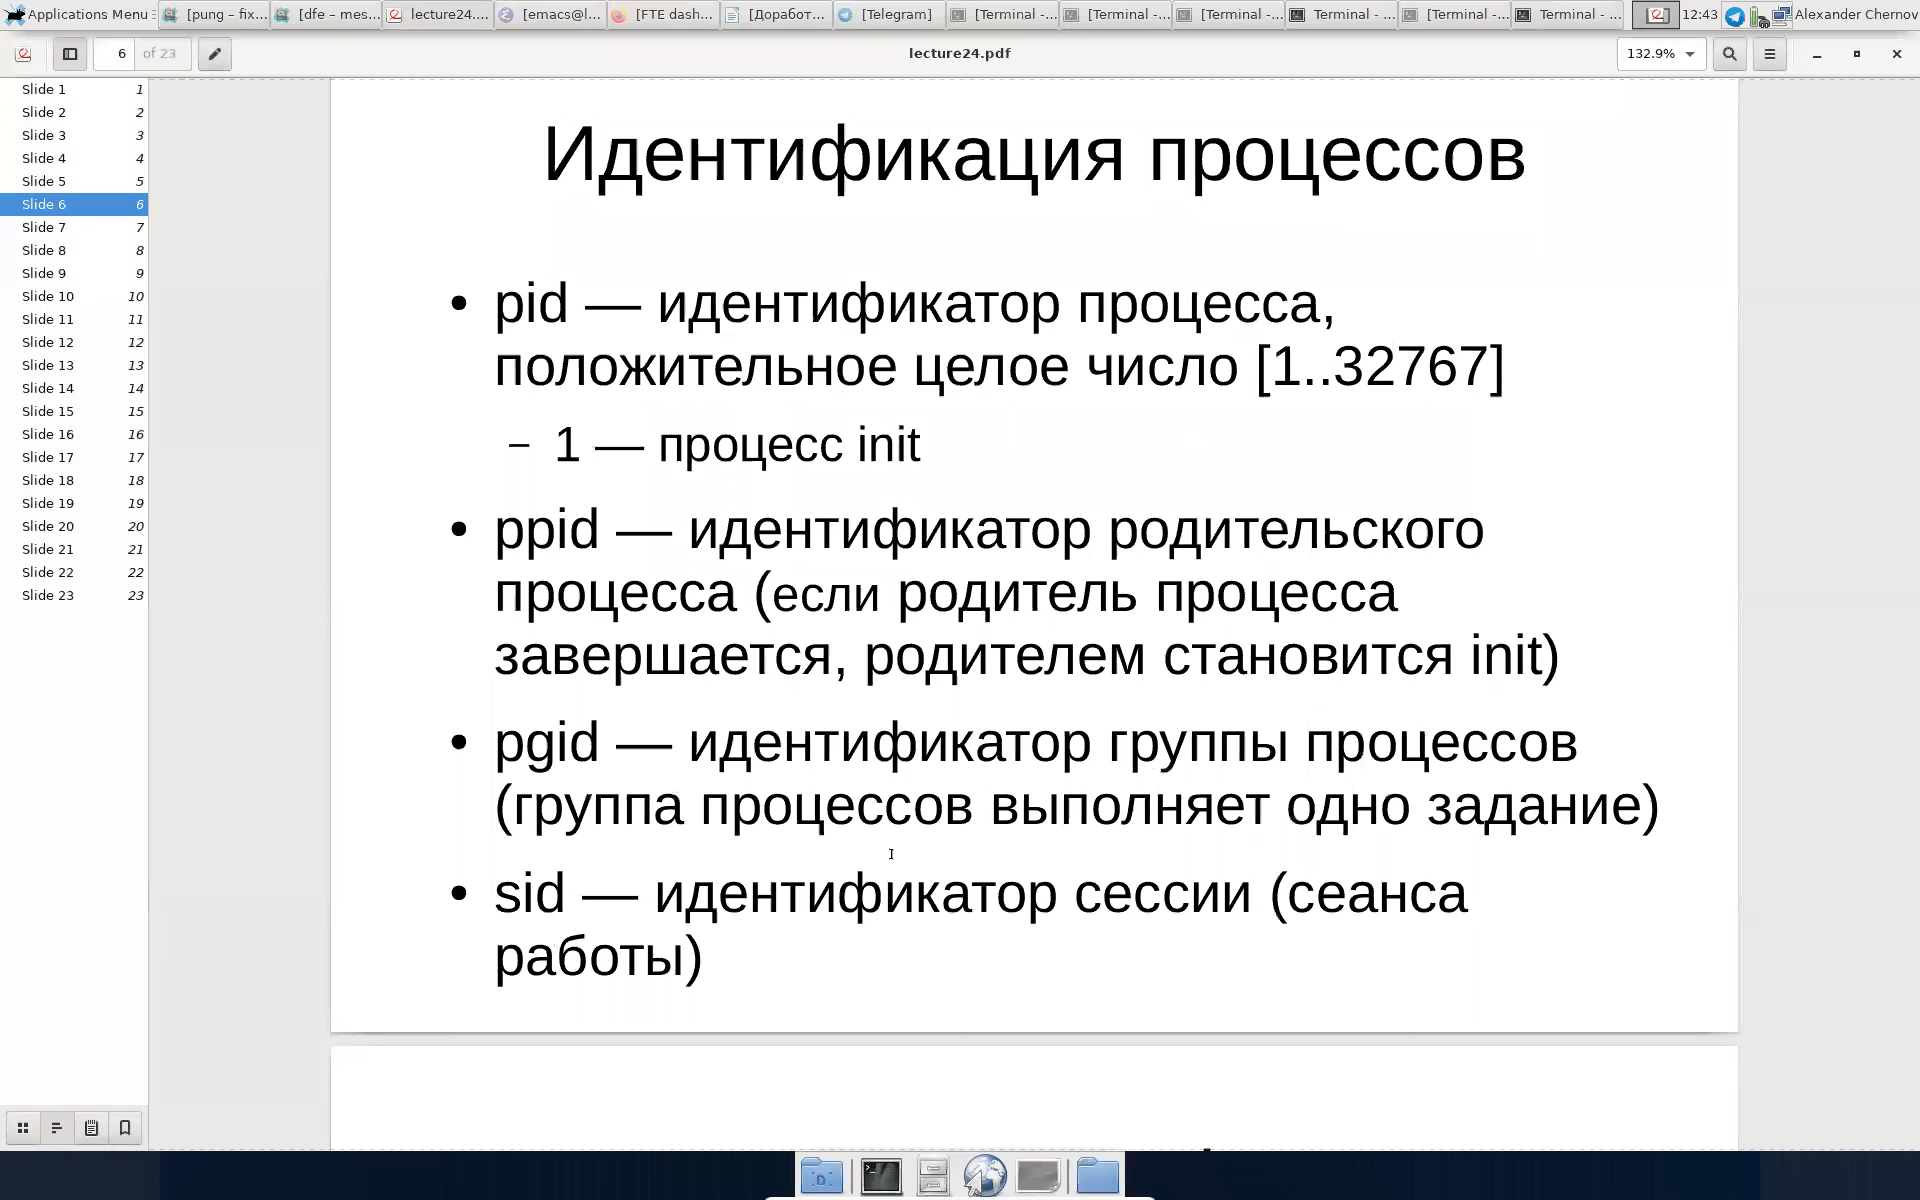 Applications Menu
[pung – fix...
[dfe – mes...
lecture24....
[emacs@l...
[FTE dash...
[Доработ...
[Telegram]
[Terminal -...
[Terminal -...
[Terminal -...
Terminal - ...
[Terminal -...
Terminal - ...
12:43
Alexander Chernov
6 of 23
lecture24.pdf
132.9%
Slide 1 1
Slide 2 2
Slide 3 3
Slide 4 4
Slide 5 5
Slide 6 6
Slide 7 7
Slide 8 8
Slide 9 9
Slide 10 10
Slide 11 11
Slide 12 12
Slide 13 13
Slide 14 14
Slide 15 15
Slide 16 16
Slide 17 17
Slide 18 18
Slide 19 19
Slide 20 20
Slide 21 21
Slide 22 22
Slide 23 23
Идентификация процессов
• pid — идентификатор процесса,
положительное целое число [1..32767]
– 1 — процесс init
• ppid — идентификатор родительского
процесса (если родитель процесса
завершается, родителем становится init)
• pgid — идентификатор группы процессов
(группа процессов выполняет одно задание)
• sid — идентификатор сессии (сеанса
работы)